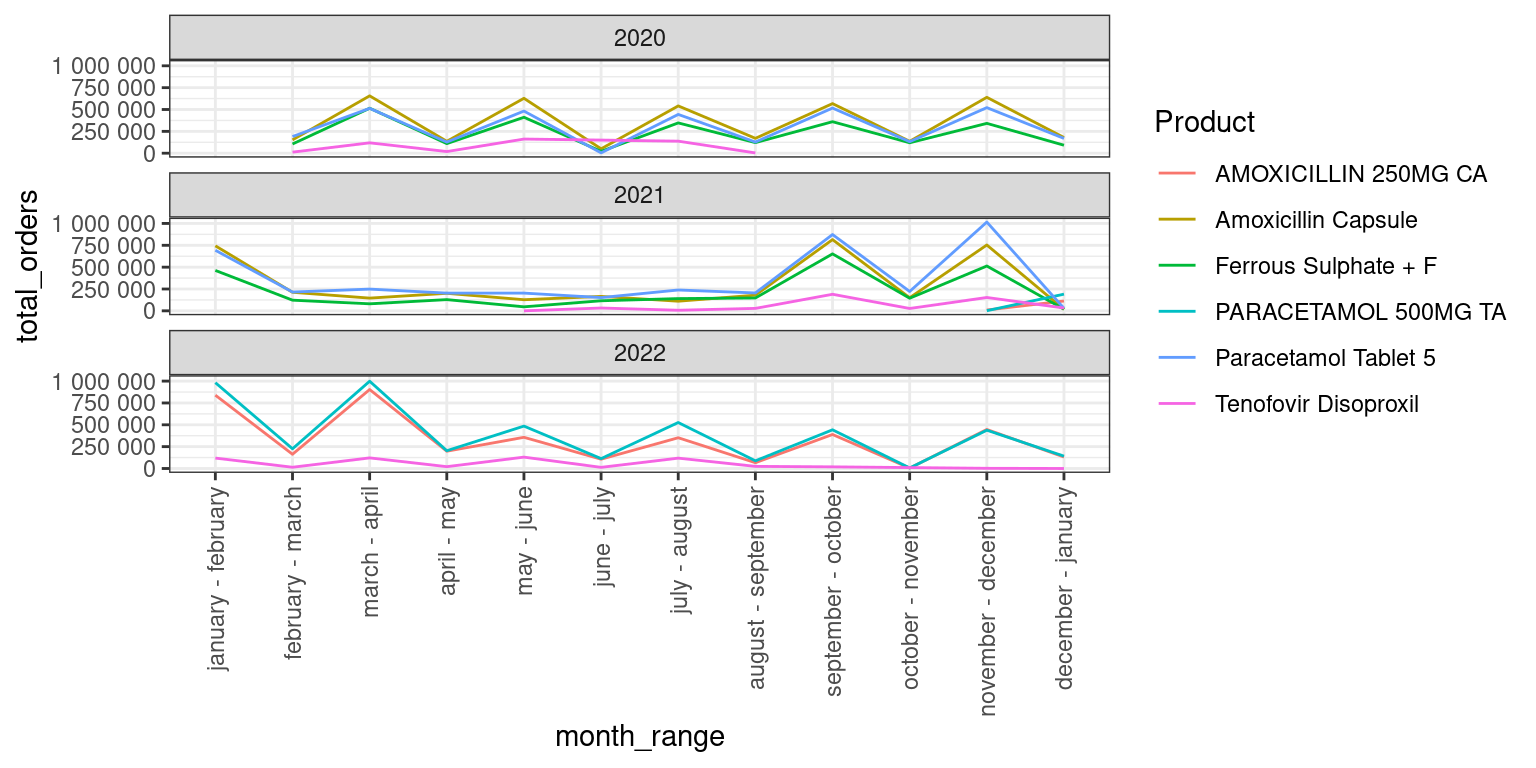 2020
1 000 000
750 000
500 000
250 000
0
2021
1 000 000
750 000
500 000
250 000
0
2022
1 000 000
750 000
500 000
250 000
0
total_orders
january - february
february - march
march - april
april - may
may - june
june - july
july - august
august - september
september - october
october - november
november - december
december - january
month_range
Product
AMOXICILLIN 250MG CA
Amoxicillin Capsule
Ferrous Sulphate + F
PARACETAMOL 500MG TA
Paracetamol Tablet 5
Tenofovir Disoproxil